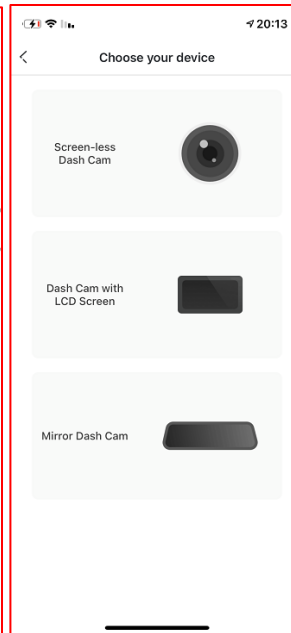 20:13
Choose your device
Screen-less
Dash Cam
Dash Cam with
LCD Screen
Mirror Dash Cam